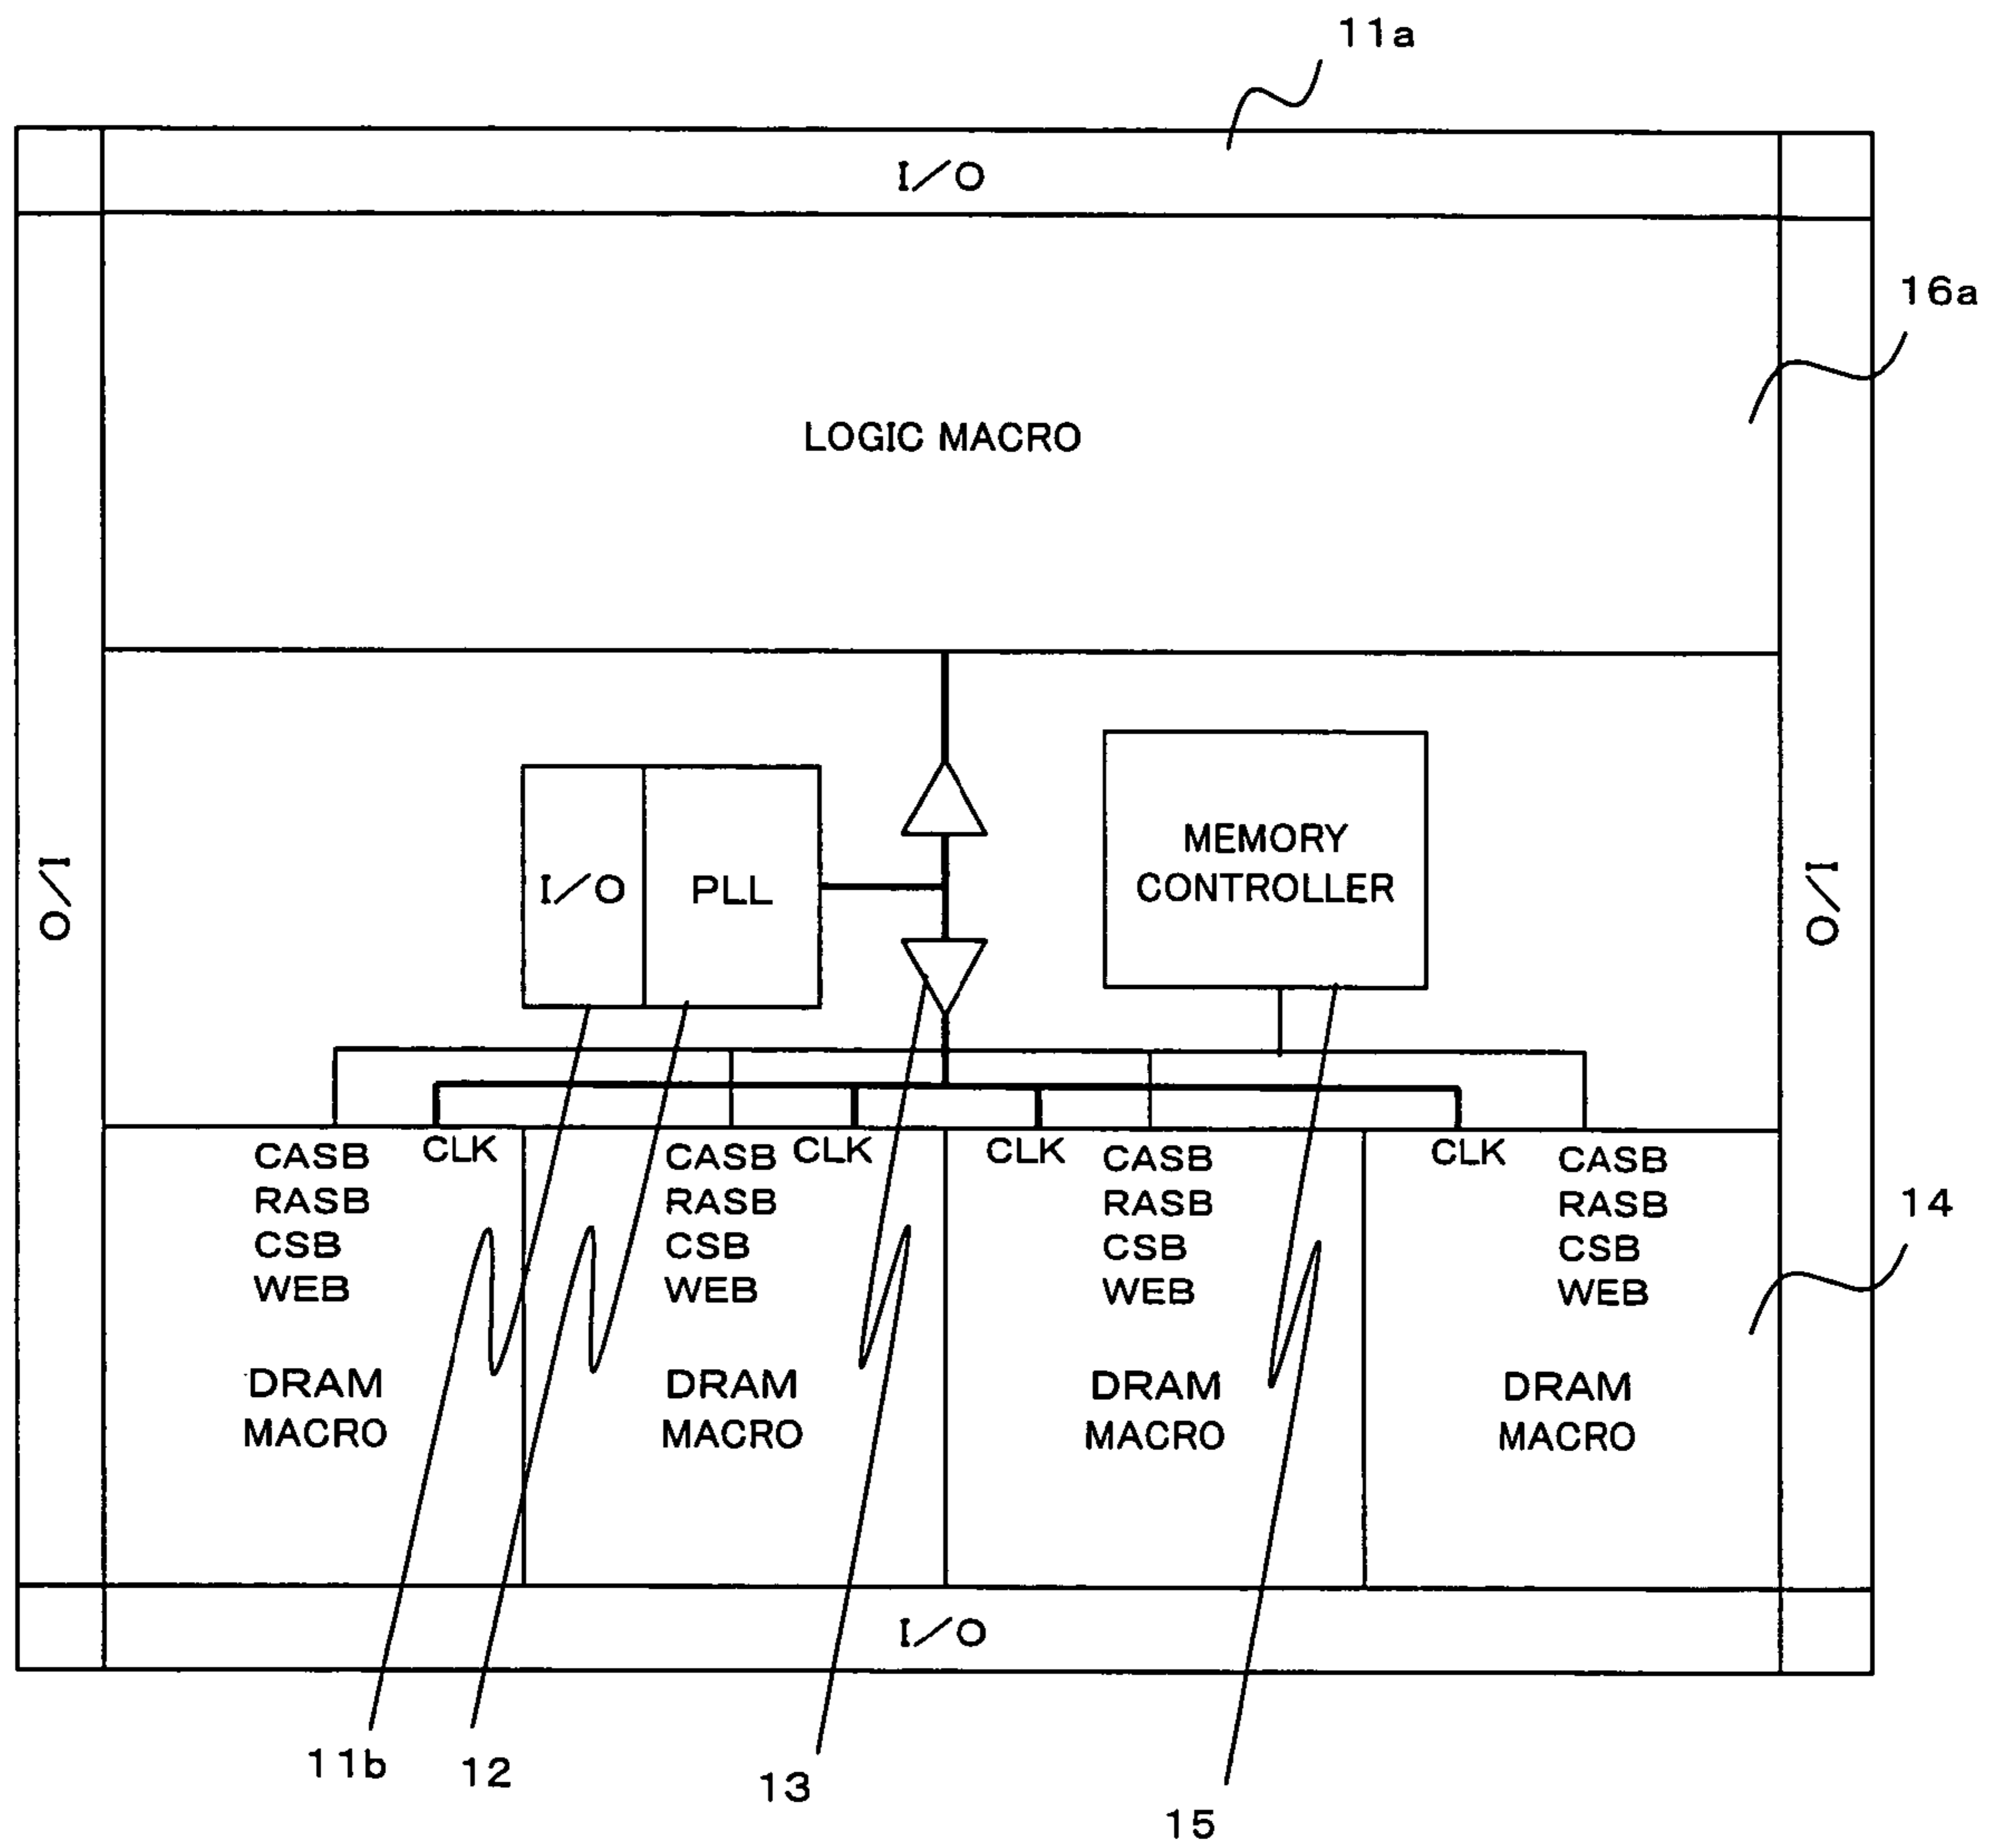 11a
I/O
16a
LOGIC MACRO
I/O
I/O
PLL
MEMORY
CONTROLLER
I/O
CASB CLK CASB CLK CLK CASB CLK CASB
RASB RASB RASB RASB
CSB CSB CSB CSB
WEB WEB WEB WEB
14
DRAM DRAM DRAM DRAM
MACRO MACRO MACRO MACRO
I/O
11b
12
13
15